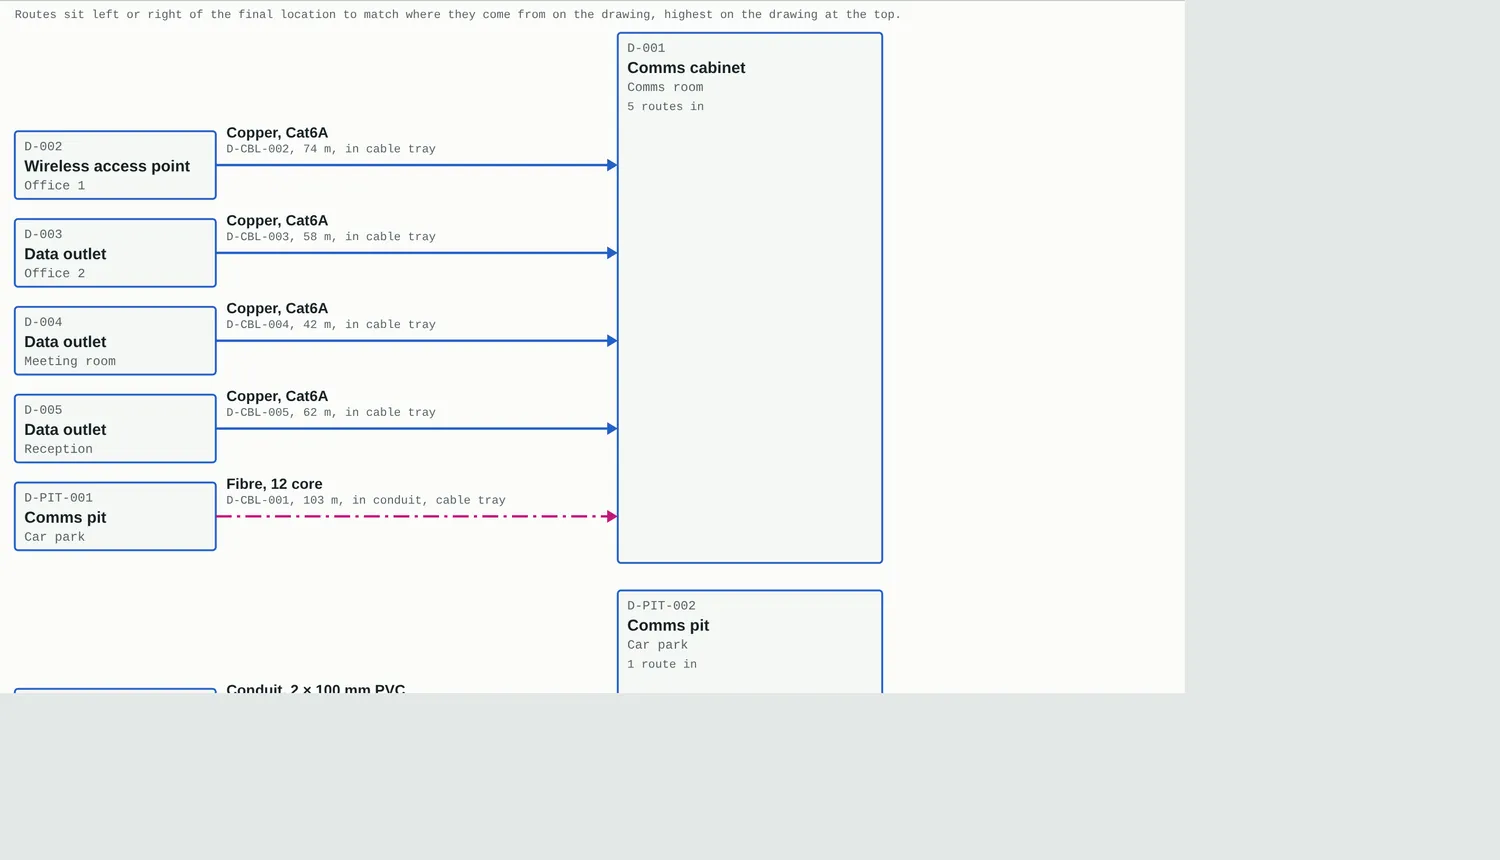 Routes sit left or right of the final location to match where they come from on the drawing, highest on the drawing at the top.
D-001
Comms cabinet
Comms room
5 routes in
D-002
Wireless access point
Office 1
Copper, Cat6A
D-CBL-002, 74 m, in cable tray
D-003
Data outlet
Office 2
Copper, Cat6A
D-CBL-003, 58 m, in cable tray
D-004
Data outlet
Meeting room
Copper, Cat6A
D-CBL-004, 42 m, in cable tray
D-005
Data outlet
Reception
Copper, Cat6A
D-CBL-005, 62 m, in cable tray
D-PIT-001
Comms pit
Car park
Fibre, 12 core
D-CBL-001, 103 m, in conduit, cable tray
D-PIT-002
Comms pit
Car park
1 route in
Conduit, 2 × 100 mm PVC